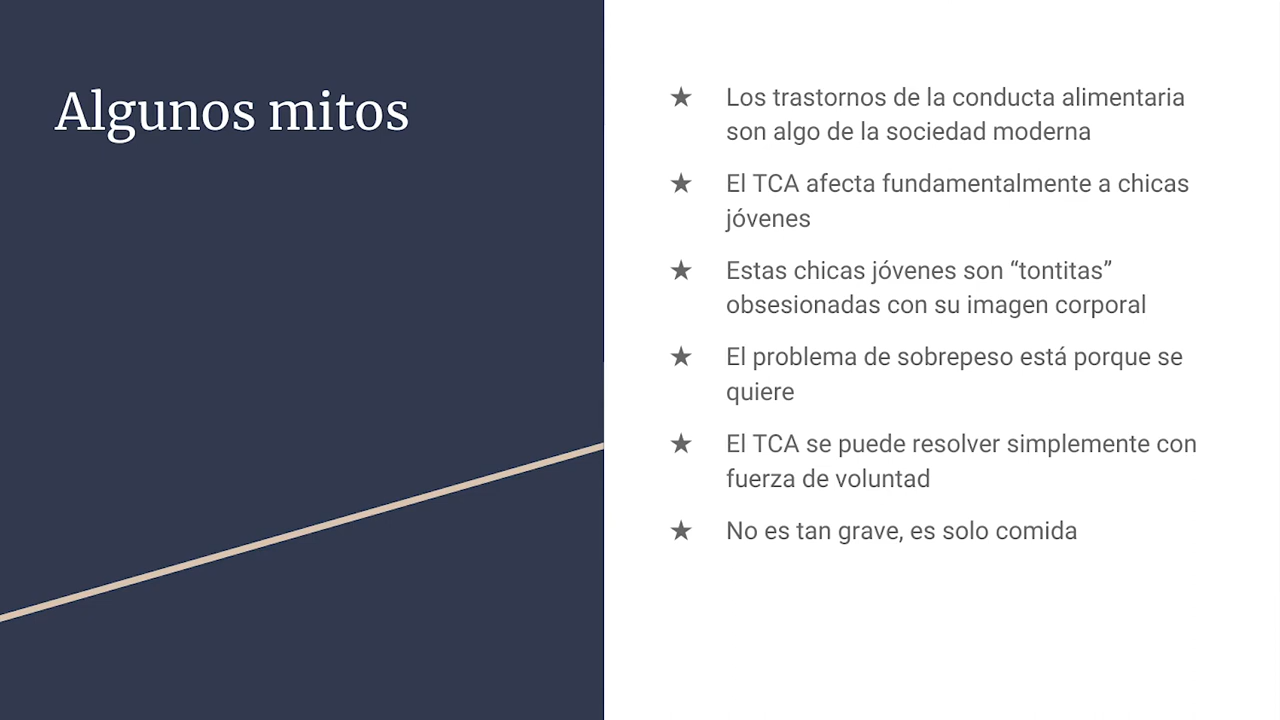 Algunos mitos
★ Los trastornos de la conducta alimentaria
son algo de la sociedad moderna
★ El TCA afecta fundamentalmente a chicas
jóvenes
★ Estas chicas jóvenes son “tontitas”
obsesionadas con su imagen corporal
★ El problema de sobrepeso está porque se
quiere
★ El TCA se puede resolver simplemente con
fuerza de voluntad
★ No es tan grave, es solo comida